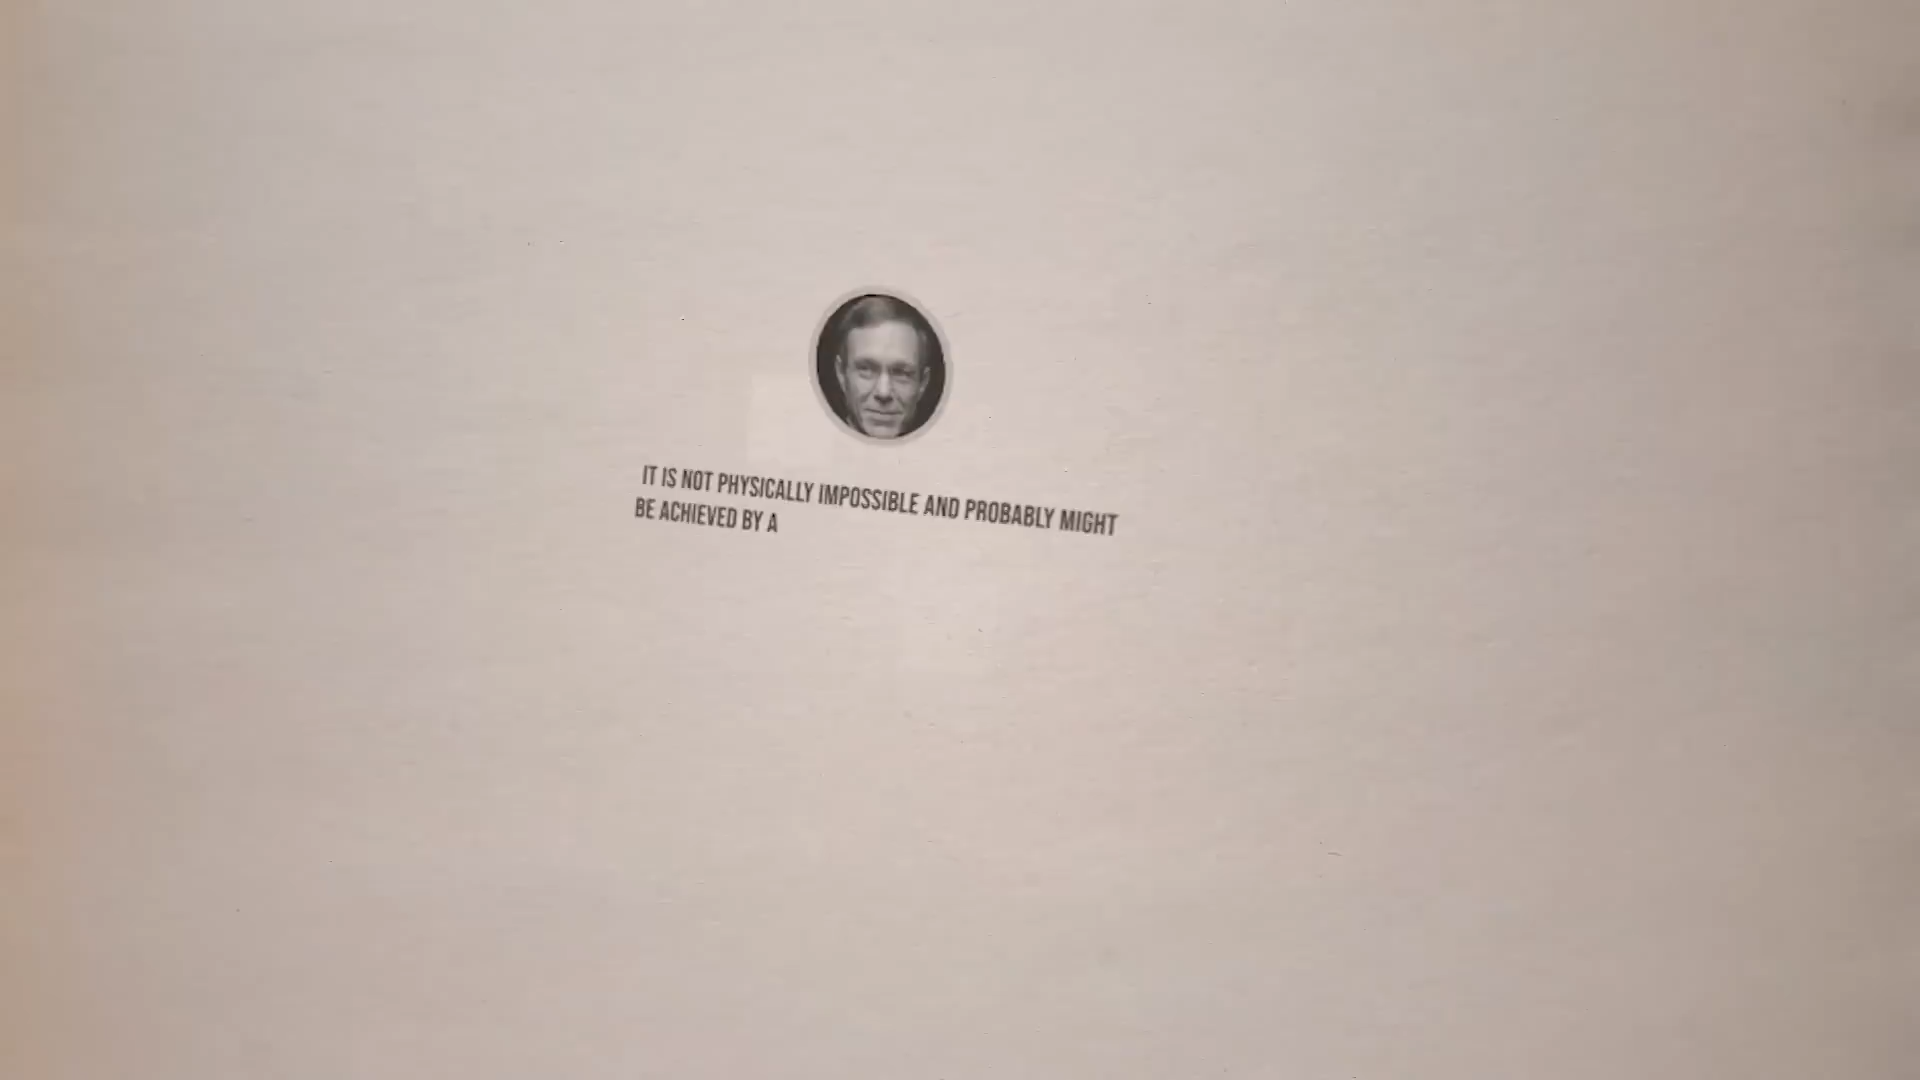 IT IS NOT PHYSICALLY IMPOSSIBLE AND PROBABLY MIGHT
BE ACHIEVED BY A